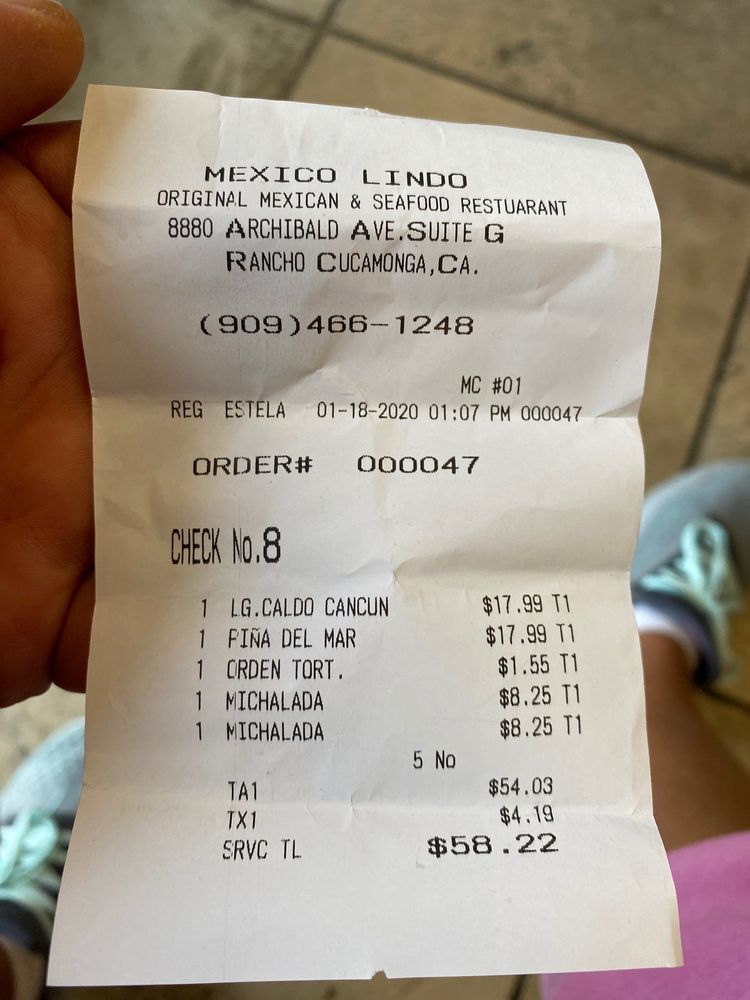 MEXICO LINDO
ORIGINAL MEXICAN & SEAFOOD RESTUARANT
8880 ARCHIBALD AVE.SUITE G
RANCHO CUCAMONGA,CA.
(909)466-1248
MC #01
REG ESTELA 01-18-2020 01:07 PM 000047
ORDER# 000047
CHECK No.8
1 LG.CALDO CANCUN $17.99 T1
1 PIÑA DEL MAR $17.99 T1
1 ORDEN TORT. $1.55 T1
1 MICHALADA $8.25 T1
1 MICHALADA $8.25 T1
5 No
TA1 $54.03
TX1 $4.19
SRVC TL $58.22